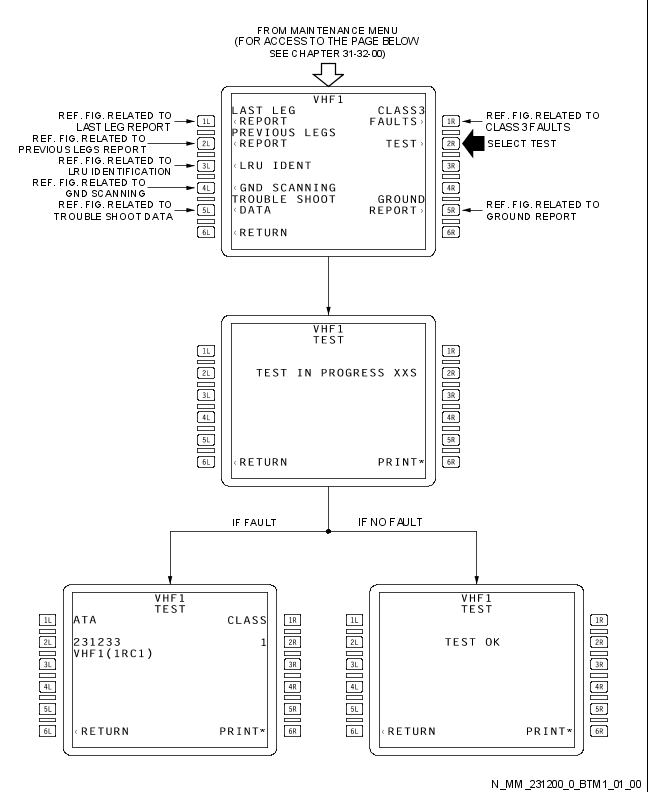 FROM MAINTENANCE MENU
(FOR ACCESS TO THE PAGE BELOW
SEE CHAPTER 31-32-00)
VHF1
LAST LEG CLASS3
REF. FIG. RELATED TO LAST LEG REPORT
1L
<REPORT FAULTS>
1R
REF. FIG. RELATED TO CLASS 3 FAULTS
PREVIOUS LEGS
REF. FIG. RELATED TO PREVIOUS LEGS REPORT
2L
<REPORT TEST>
2R
SELECT TEST
REF. FIG. RELATED TO LRU IDENTIFICATION
3L
<LRU IDENT
3R
REF. FIG. RELATED TO GND SCANNING
4L
<GND SCANNING
4R
TROUBLE SHOOT GROUND
REF. FIG. RELATED TO TROUBLE SHOOT DATA
5L
<DATA REPORT>
5R
REF. FIG. RELATED TO GROUND REPORT
6L
<RETURN
6R
VHF1
TEST
1L 1R
2L TEST IN PROGRESS XXS 2R
3L 3R
4L 4R
5L 5R
6L <RETURN PRINT* 6R
IF FAULT
IF NO FAULT
VHF1
TEST
1L ATA CLASS 1R
2L 231233 1 2R
VHF1(1RC1)
3L 3R
4L 4R
5L 5R
6L <RETURN PRINT* 6R
VHF1
TEST
1L 1R
2L TEST OK 2R
3L 3R
4L 4R
5L 5R
6L <RETURN PRINT* 6R
N_MM_231200_0_BTM1_01_00